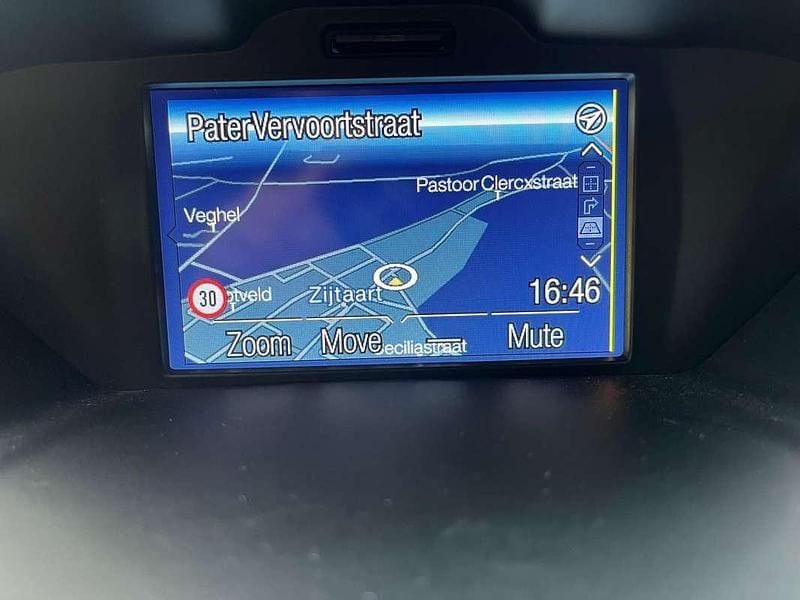 PaterVervoortstraat
Pastoor Clercxstraat
Veghel
30
Zijtaart
16:46
Zoom
Move
Mute